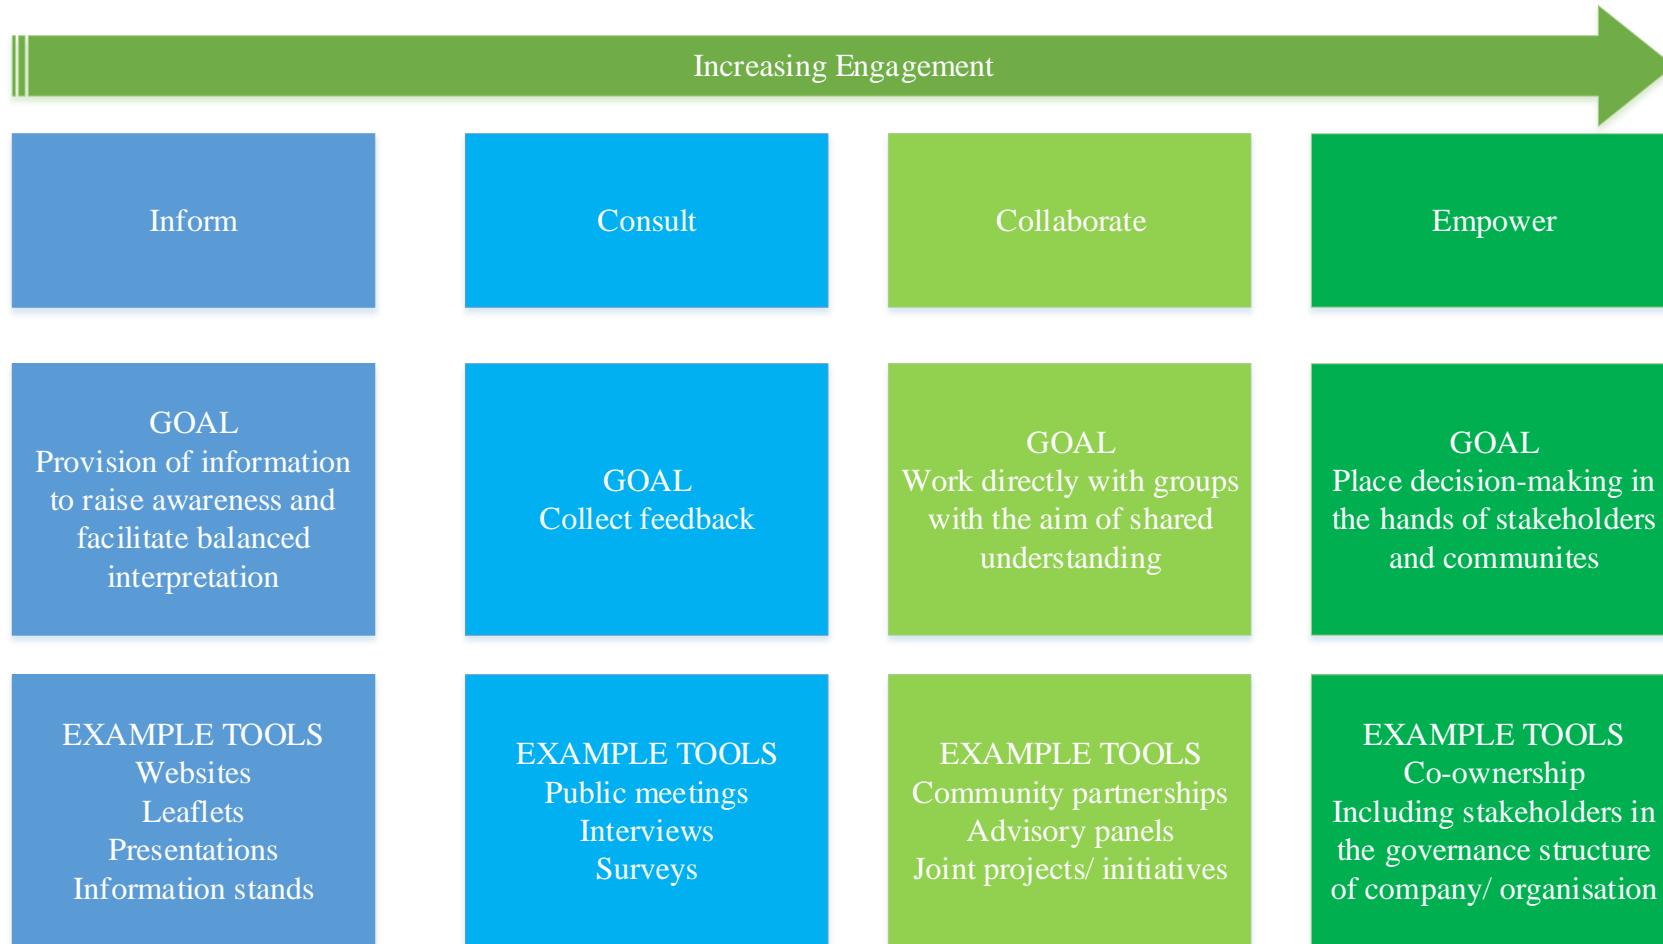 Increasing Engagement
Inform
Consult
Collaborate
Empower
GOAL
Provision of information
to raise awareness and
facilitate balanced
interpretation
GOAL
Collect feedback
GOAL
Work directly with groups
with the aim of shared
understanding
GOAL
Place decision-making in
the hands of stakeholders
and communites
EXAMPLE TOOLS
Websites
Leaflets
Presentations
Information stands
EXAMPLE TOOLS
Public meetings
Interviews
Surveys
EXAMPLE TOOLS
Community partnerships
Advisory panels
Joint projects/ initiatives
EXAMPLE TOOLS
Co-ownership
Including stakeholders in
the governance structure
of company/ organisation